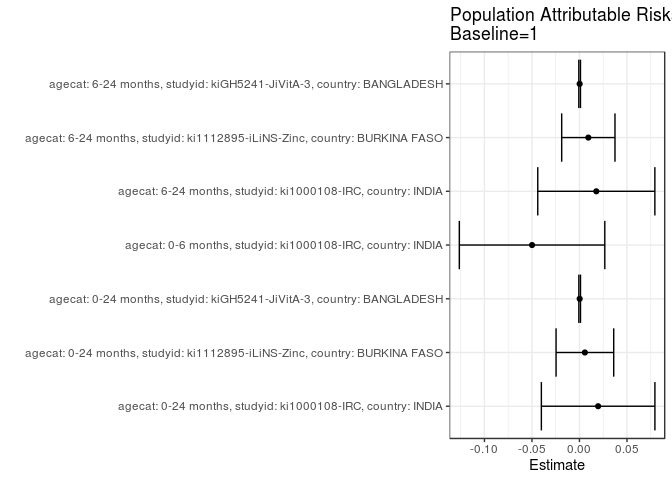 Population Attributable Risk
Baseline=1
agecat: 6-24 months, studyid: kiGH5241-JiVitA-3, country: BANGLADESH
agecat: 6-24 months, studyid: ki1112895-iLiNS-Zinc, country: BURKINA FASO
agecat: 6-24 months, studyid: ki1000108-IRC, country: INDIA
agecat: 0-6 months, studyid: ki1000108-IRC, country: INDIA
agecat: 0-24 months, studyid: kiGH5241-JiVitA-3, country: BANGLADESH
agecat: 0-24 months, studyid: ki1112895-iLiNS-Zinc, country: BURKINA FASO
agecat: 0-24 months, studyid: ki1000108-IRC, country: INDIA
-0.10 -0.05 0.00 0.05
Estimate